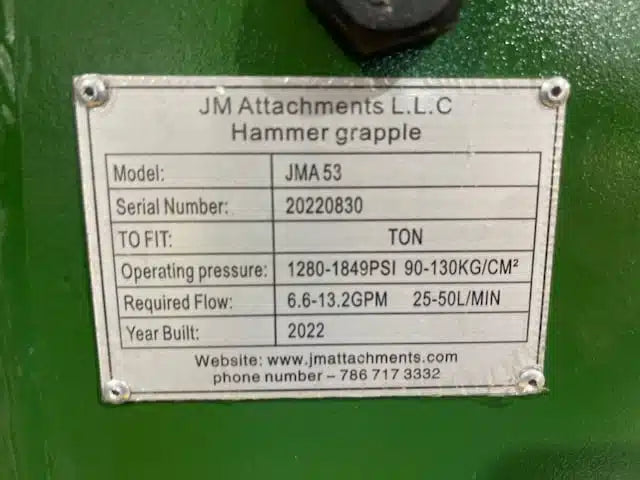 JM Attachments L.L.C
Hammer grapple
Model: JMA53
Serial Number: 20220830
TO FIT: TON
Operating pressure: 1280-1849PSI 90-130KG/CM²
Required Flow: 6.6-13.2GPM 25-50L/MIN
Year Built: 2022
Website: www.jmattachments.com
phone number – 786 717 3332